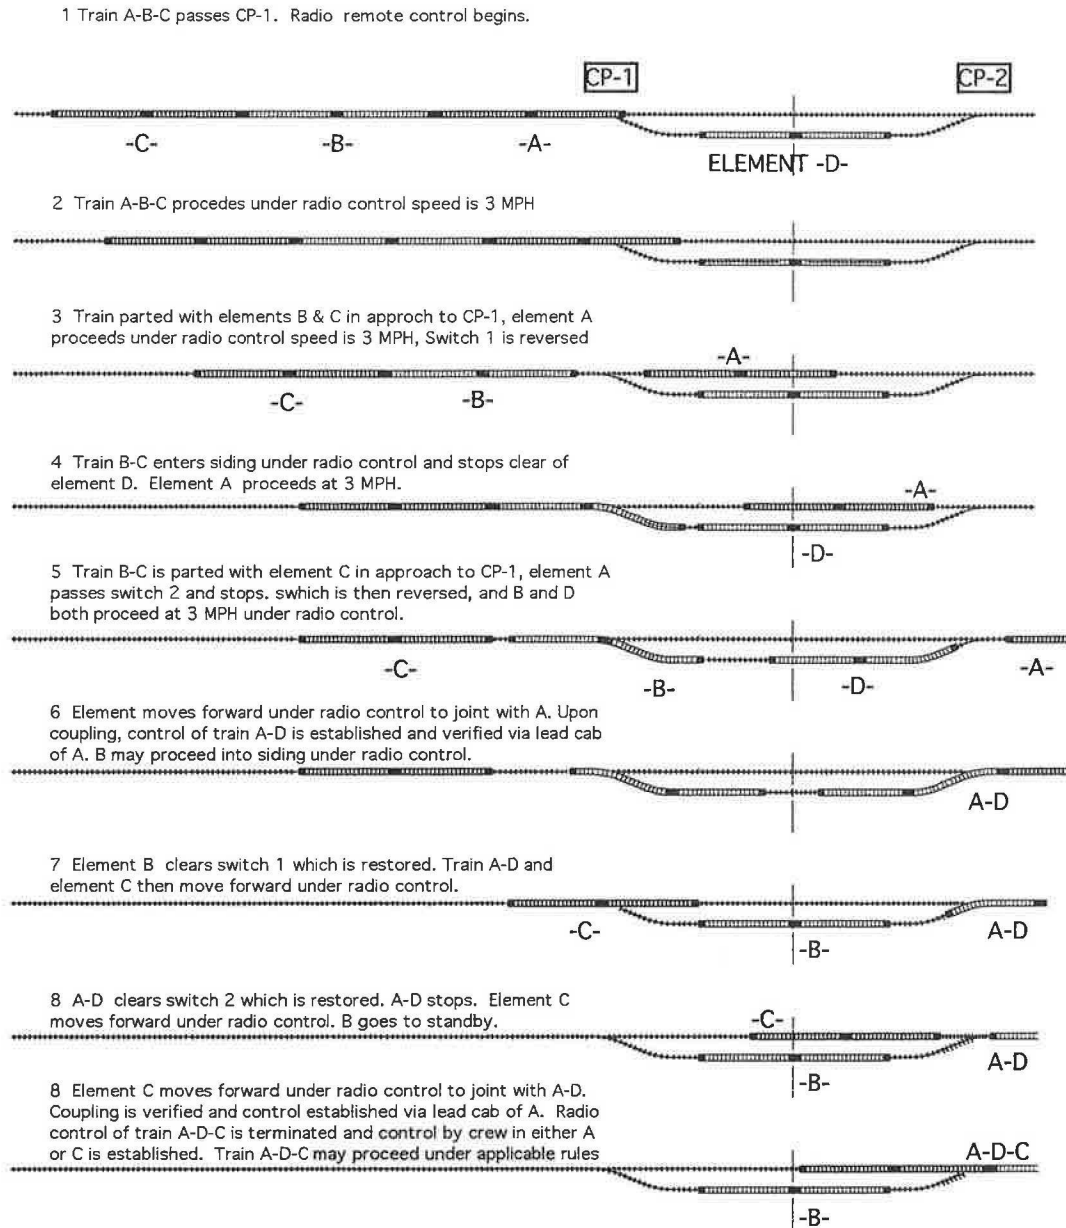 1 Train A-B-C passes CP-1. Radio remote control begins.
CP-1
CP-2
-C-
-B-
-A-
ELEMENT -D-
2 Train A-B-C procedes under radio control speed is 3 MPH
3 Train parted with elements B & C in approch to CP-1, element A
proceeds under radio control speed is 3 MPH, Switch 1 is reversed
-A-
-C-
-B-
4 Train B-C enters siding under radio control and stops clear of
element D. Element A proceeds at 3 MPH.
-A-
-D-
5 Train B-C is parted with element C in approach to CP-1, element A
passes switch 2 and stops. swhich is then reversed, and B and D
both proceed at 3 MPH under radio control.
-C-
-B-
-D-
-A-
6 Element moves forward under radio control to joint with A. Upon
coupling, control of train A-D is established and verified via lead cab
of A. B may proceed into siding under radio control.
A-D
7 Element B clears switch 1 which is restored. Train A-D and
element C then move forward under radio control.
-C-
-B-
A-D
8 A-D clears switch 2 which is restored. A-D stops. Element C
moves forward under radio control. B goes to standby.
-C-
-B-
A-D
8 Element C moves forward under radio control to joint with A-D.
Coupling is verified and control established via lead cab of A. Radio
control of train A-D-C is terminated and control by crew in either A
or C is established. Train A-D-C may proceed under applicable rules
A-D-C
-B-